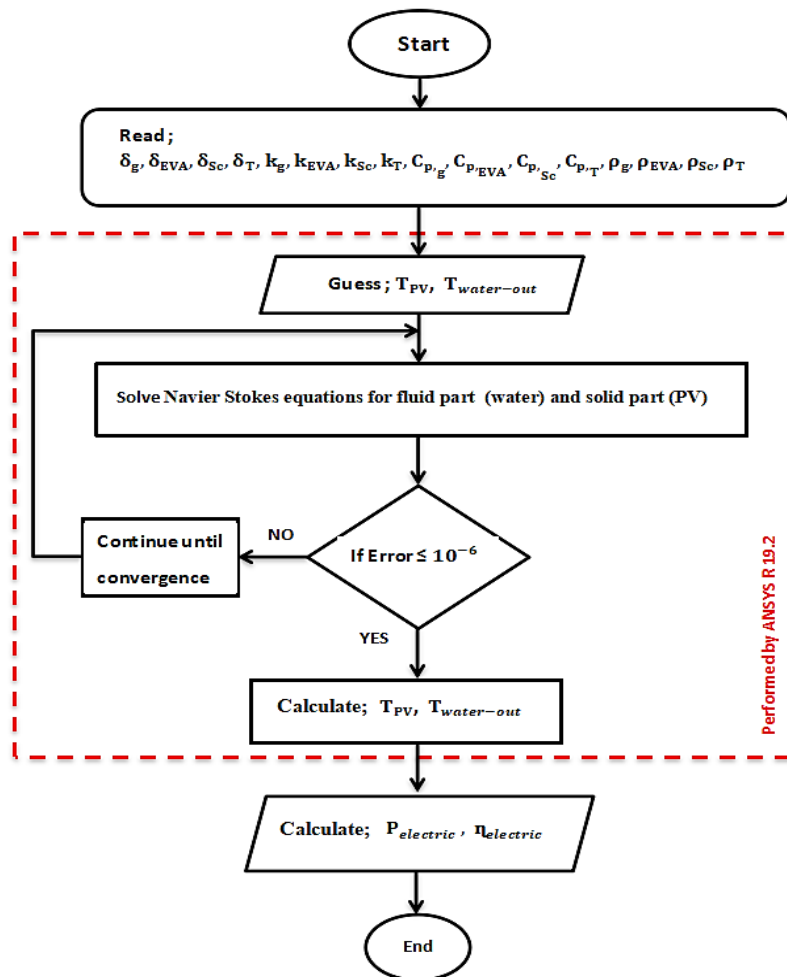 Start
Read ;
δg, δEVA, δSc, δT, kg, kEVA, kSc, kT, Cp,g, Cp,EVA, Cp,Sc, Cp,T, ρg, ρEVA, ρSc, ρT
Guess ; TPV, Twater−out
Solve Navier Stokes equations for fluid part (water) and solid part (PV)
If Error ≤ 10⁻⁶
NO
Continue until
convergence
YES
Calculate; TPV, Twater−out
Performed by ANSYS R 19.2
Calculate; Pelectric , ηelectric
End